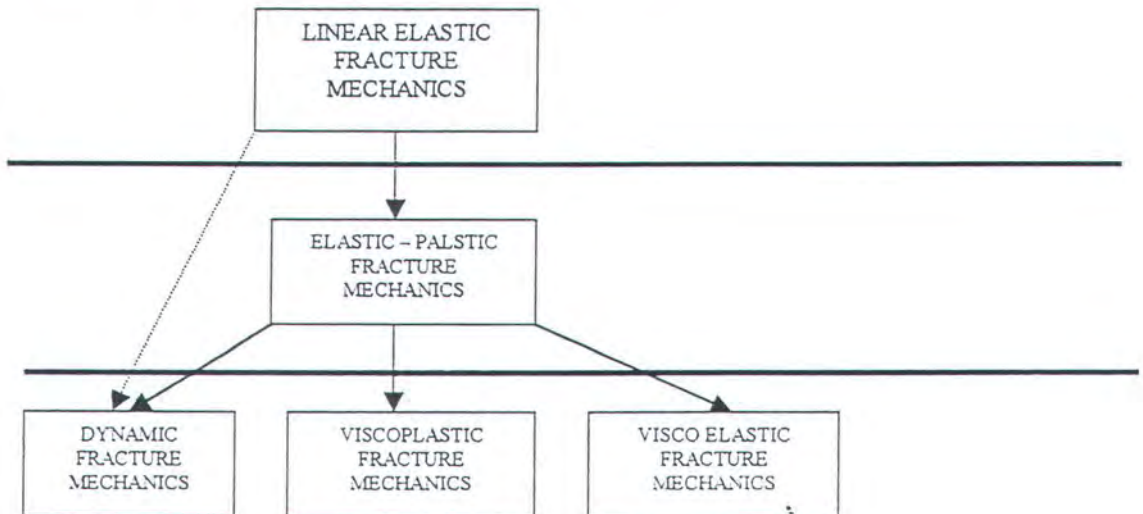 LINEAR ELASTIC
FRACTURE
MECHANICS
ELASTIC – PALSTIC
FRACTURE
MECHANICS
DYNAMIC
FRACTURE
MECHANICS
VISCOPLASTIC
FRACTURE
MECHANICS
VISCO ELASTIC
FRACTURE
MECHANICS